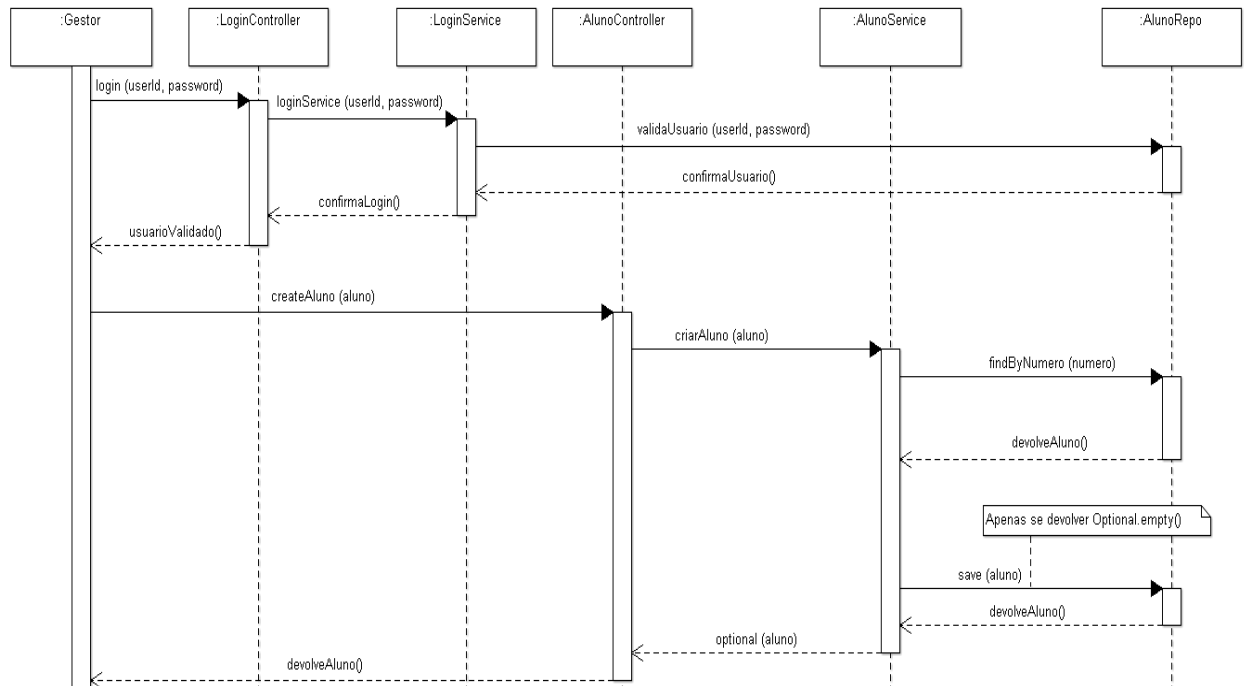 :Gestor
:LoginController
:LoginService
:AlunoController
:AlunoService
:AlunoRepo
login (userId, password)
loginService (userId, password)
validaUsuario (userId, password)
confirmaUsuario()
confirmaLogin()
usuarioValidado()
createAluno (aluno)
criarAluno (aluno)
findByNumero (numero)
devolveAluno()
Apenas se devolver Optional.empty()
save (aluno)
devolveAluno()
optional (aluno)
devolveAluno()